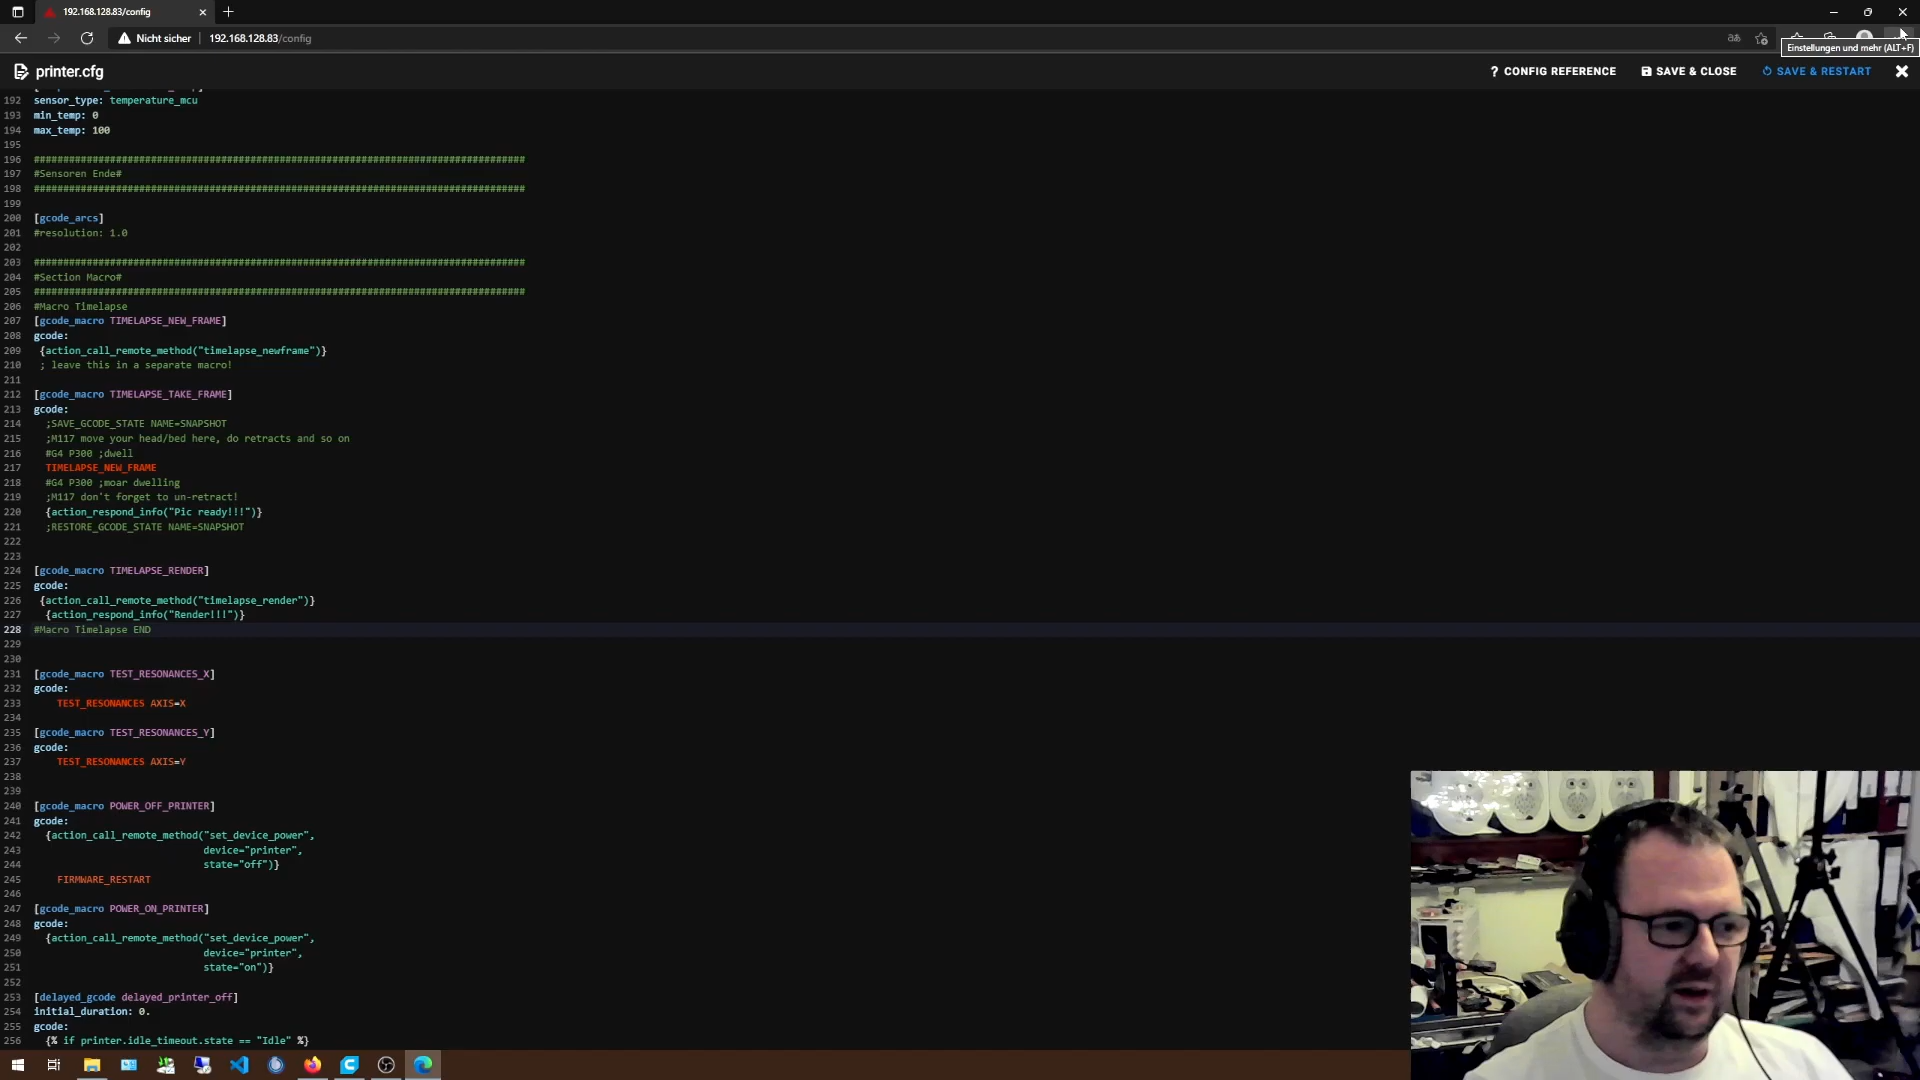 192.168.128.83/config
Nicht sicher
192.168.128.83/config
Einstellungen und mehr (ALT+F)
printer.cfg
? CONFIG REFERENCE
SAVE & CLOSE
SAVE & RESTART
192 sensor_type: temperature_mcu
193 min_temp: 0
194 max_temp: 100
195
196 ####################################################################################
197 #Sensoren Ende#
198 ####################################################################################
199
200 [gcode_arcs]
201 #resolution: 1.0
202
203 ####################################################################################
204 #Section Macro#
205 ####################################################################################
206 #Macro Timelapse
207 [gcode_macro TIMELAPSE_NEW_FRAME]
208 gcode:
209 {action_call_remote_method("timelapse_newframe")}
210 ; leave this in a separate macro!
211
212 [gcode_macro TIMELAPSE_TAKE_FRAME]
213 gcode:
214 ;SAVE_GCODE_STATE NAME=SNAPSHOT
215 ;M117 move your head/bed here, do retracts and so on
216 #G4 P300 ;dwell
217 TIMELAPSE_NEW_FRAME
218 #G4 P300 ;moar dwelling
219 ;M117 don't forget to un-retract!
220 {action_respond_info("Pic ready!!!")}
221 ;RESTORE_GCODE_STATE NAME=SNAPSHOT
222
223
224 [gcode_macro TIMELAPSE_RENDER]
225 gcode:
226 {action_call_remote_method("timelapse_render")}
227 {action_respond_info("Render!!!")}
228 #Macro Timelapse END
229
230
231 [gcode_macro TEST_RESONANCES_X]
232 gcode:
233 TEST_RESONANCES AXIS=X
234
235 [gcode_macro TEST_RESONANCES_Y]
236 gcode:
237 TEST_RESONANCES AXIS=Y
238
239
240 [gcode_macro POWER_OFF_PRINTER]
241 gcode:
242 {action_call_remote_method("set_device_power",
243 device="printer",
244 state="off")}
245 FIRMWARE_RESTART
246
247 [gcode_macro POWER_ON_PRINTER]
248 gcode:
249 {action_call_remote_method("set_device_power",
250 device="printer",
251 state="on")}
252
253 [delayed_gcode delayed_printer_off]
254 initial_duration: 0.
255 gcode:
256 {% if printer.idle_timeout.state == "Idle" %}